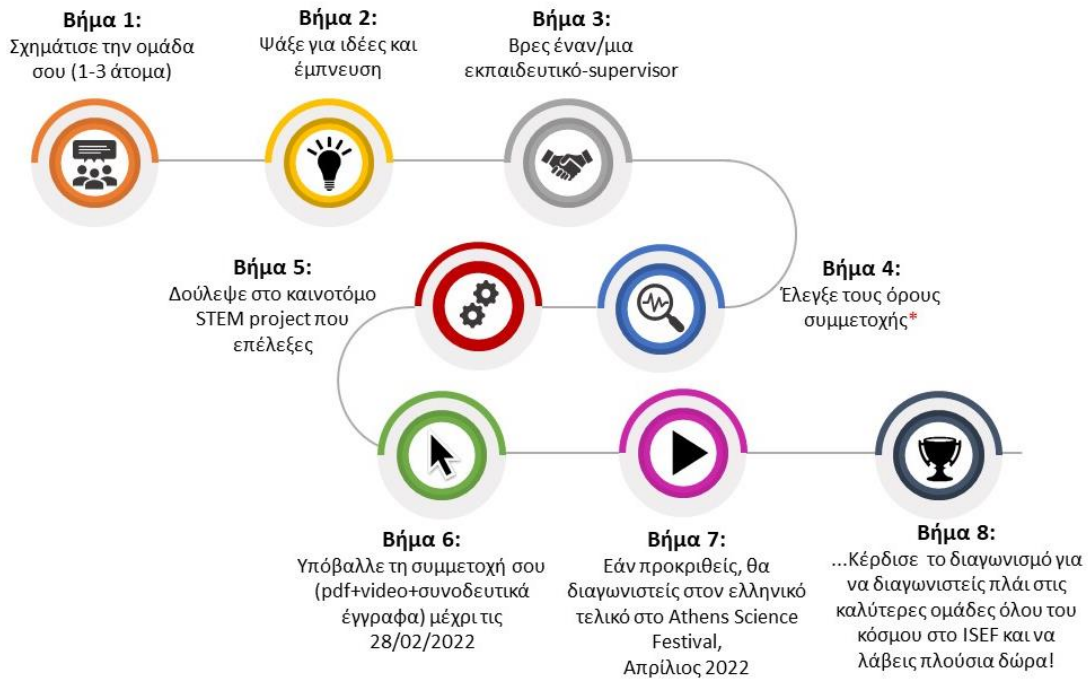 Βήμα 1:
Σχημάτισε την ομάδα
σου (1-3 άτομα)
Βήμα 2:
Ψάξε για ιδέες και
έμπνευση
Βήμα 3:
Βρες έναν/μια
εκπαιδευτικό-supervisor
Βήμα 4:
Έλεγξε τους όρους
συμμετοχής*
Βήμα 5:
Δούλεψε στο καινοτόμο
STEM project που
επέλεξες
Βήμα 6:
Υπόβαλλε τη συμμετοχή σου
(pdf+video+συνοδευτικά
έγγραφα) μέχρι τις
28/02/2022
Βήμα 7:
Εάν προκριθείς, θα
διαγωνιστείς στον ελληνικό
τελικό στο Athens Science
Festival,
Απρίλιος 2022
Βήμα 8:
...Κέρδισε το διαγωνισμό για
να διαγωνιστείς πλάι στις
καλύτερες ομάδες όλου του
κόσμου στο ISEF και να
λάβεις πλούσια δώρα!